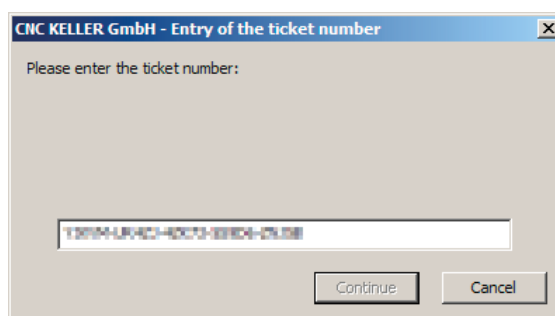 CNC KELLER GmbH - Entry of the ticket number
Please enter the ticket number:
Continue
Cancel